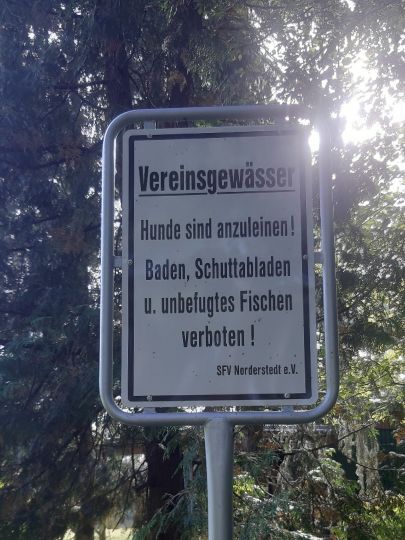 Vereinsgewässer
Hunde sind anzuleinen!
Baden, Schuttabladen
u. unbefugtes Fischen
verboten!
SFV Norderstedt e.V.